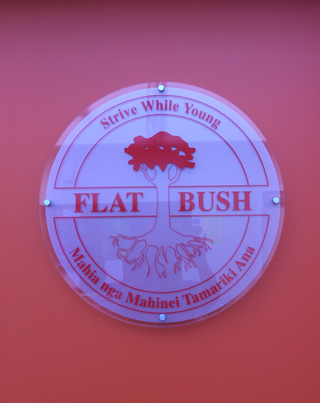 Strive While Young
FLAT BUSH
Mahia nga Mahinei Tamariki Ana